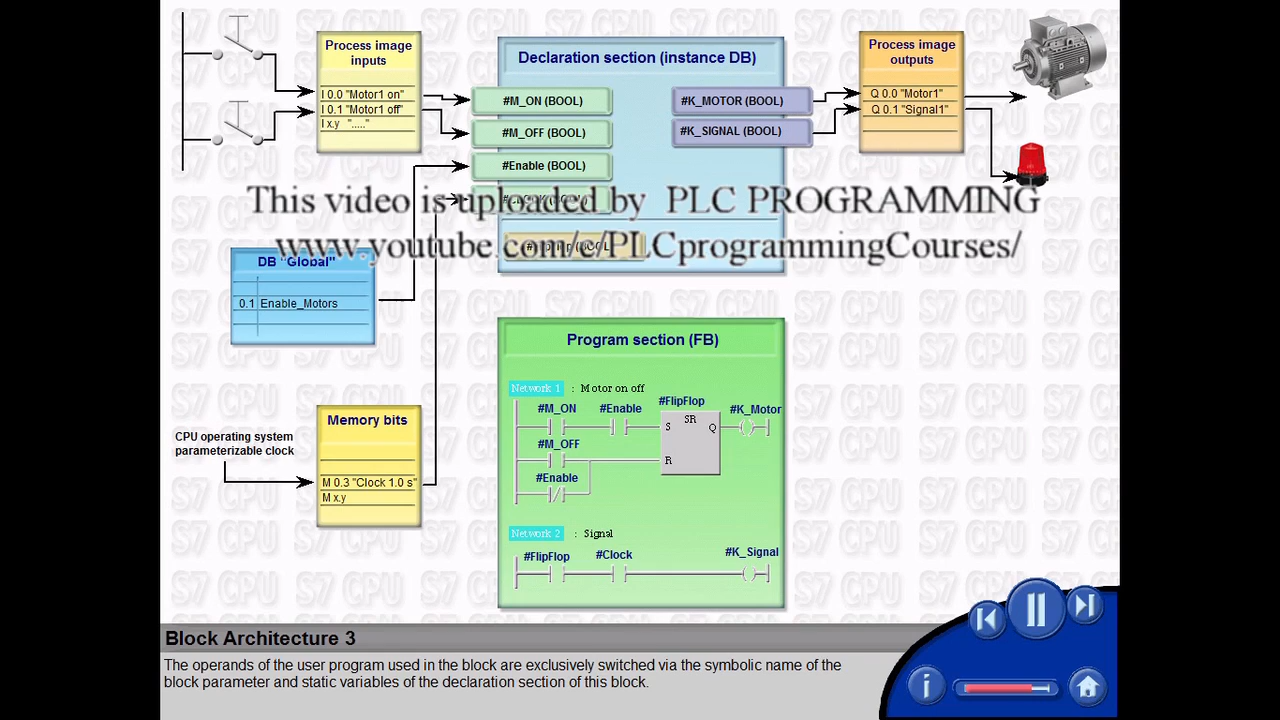 Process image
inputs
I 0.0 "Motor1 on"
I 0.1 "Motor1 off"
I x.y "....."
Declaration section (instance DB)
#M_ON (BOOL)
#M_OFF (BOOL)
#Enable (BOOL)
#K_MOTOR (BOOL)
#K_SIGNAL (BOOL)
Process image
outputs
Q 0.0 "Motor1"
Q 0.1 "Signal1"
This video is uploaded by PLC PROGRAMMING
www.youtube.com/c/PLCprogrammingCourses/
DB "Global"
0.1 Enable_Motors
CPU operating system
parameterizable clock
Memory bits
M 0.3 "Clock 1.0 s"
M x.y
Program section (FB)
Network 1 : Motor on off
#M_ON #Enable #FlipFlop #K_Motor
SR
S Q
#M_OFF
R
#Enable
Network 2 : Signal
#FlipFlop #Clock #K_Signal
Block Architecture 3
The operands of the user program used in the block are exclusively switched via the symbolic name of the
block parameter and static variables of the declaration section of this block.